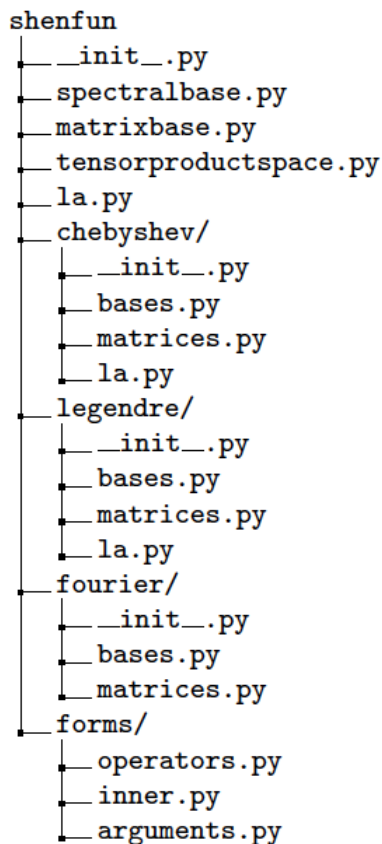 shenfun
__init__.py
spectralbase.py
matrixbase.py
tensorproductspace.py
la.py
chebyshev/
__init__.py
bases.py
matrices.py
la.py
legendre/
__init__.py
bases.py
matrices.py
la.py
fourier/
__init__.py
bases.py
matrices.py
forms/
operators.py
inner.py
arguments.py